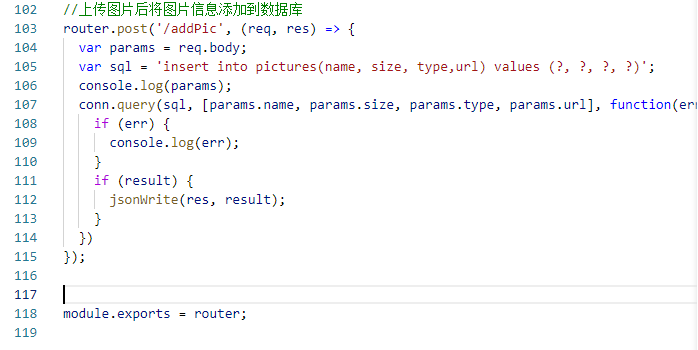 102 //上传图片后将图片信息添加到数据库
103 router.post('/addPic', (req, res) => {
104 var params = req.body;
105 var sql = 'insert into pictures(name, size, type,url) values (?, ?, ?, ?)';
106 console.log(params);
107 conn.query(sql, [params.name, params.size, params.type, params.url], function(er
108 if (err) {
109 console.log(err);
110 }
111 if (result) {
112 jsonWrite(res, result);
113 }
114 })
115 });
116
117
118 module.exports = router;
119